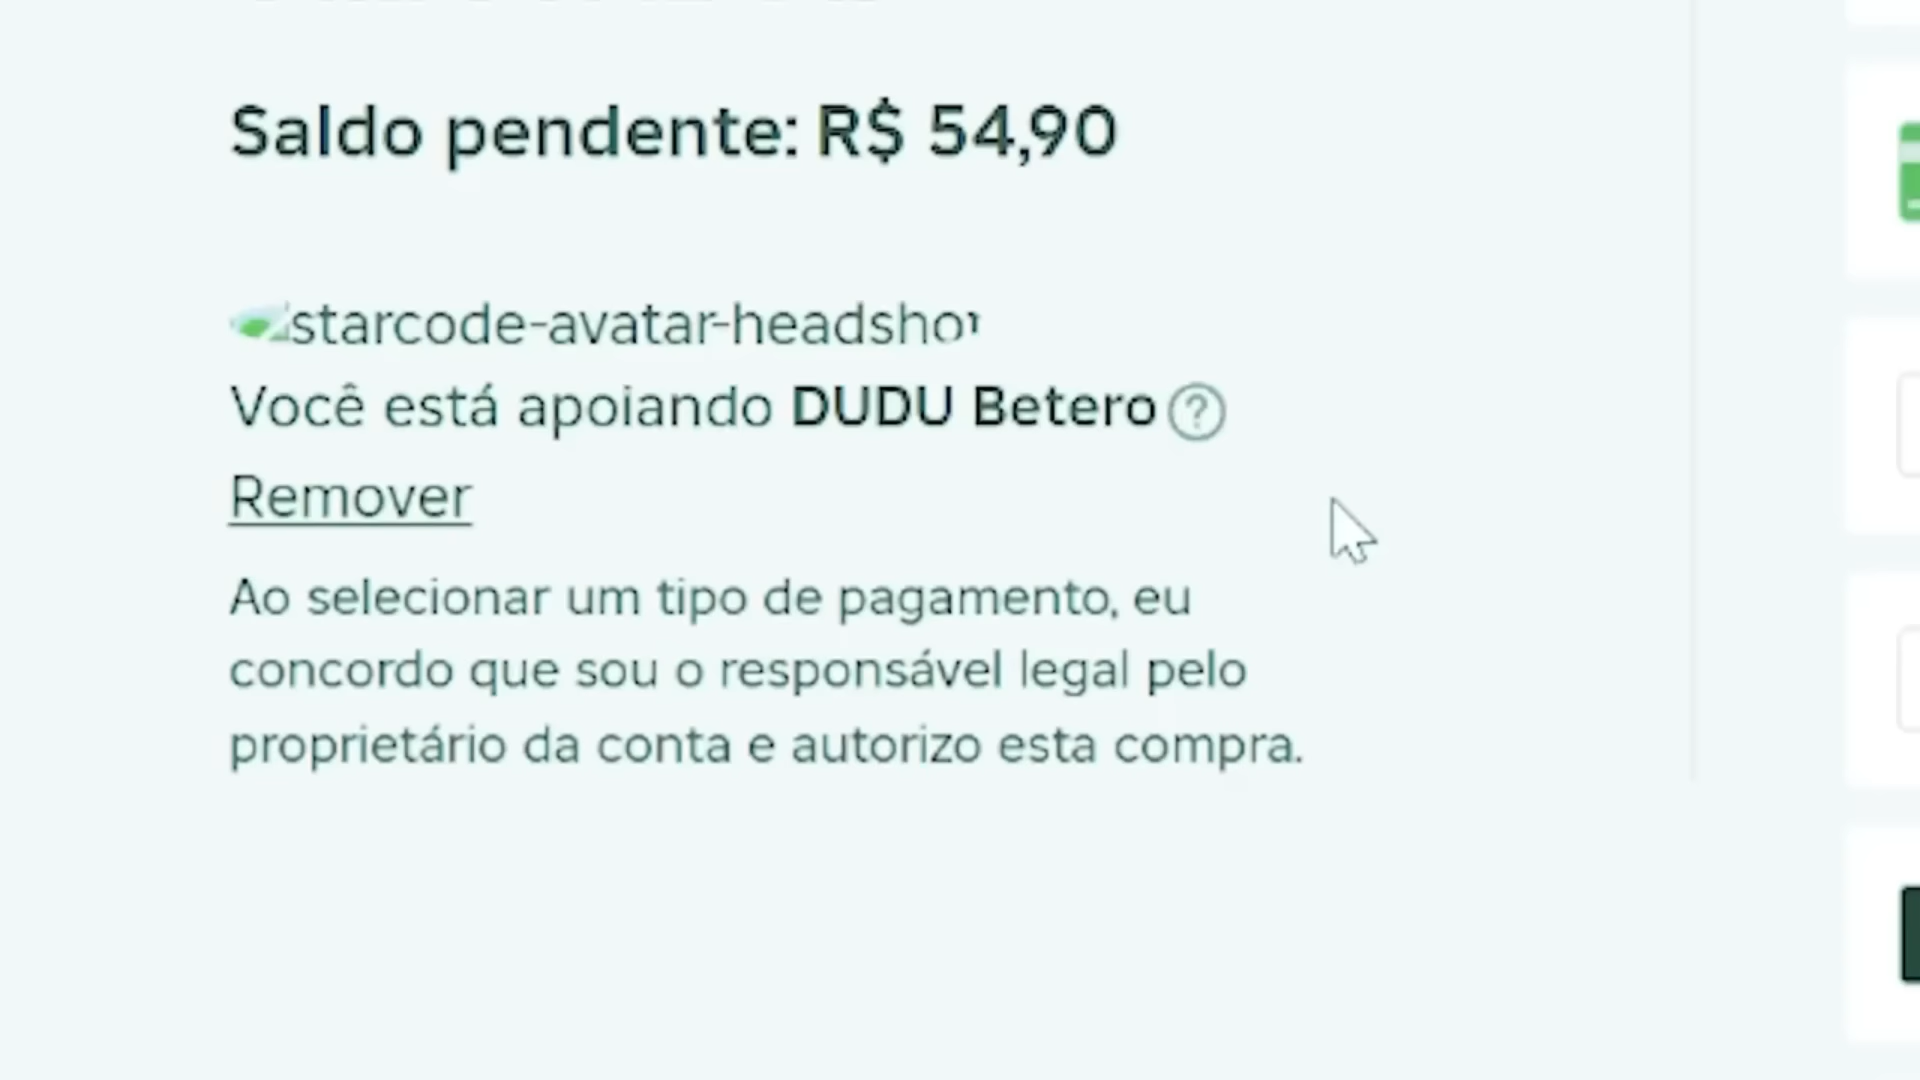 Saldo pendente: R$ 54,90
starcode-avatar-headshot
Você está apoiando DUDU Betero ?
Remover
Ao selecionar um tipo de pagamento, eu
concordo que sou o responsável legal pelo
proprietário da conta e autorizo esta compra.